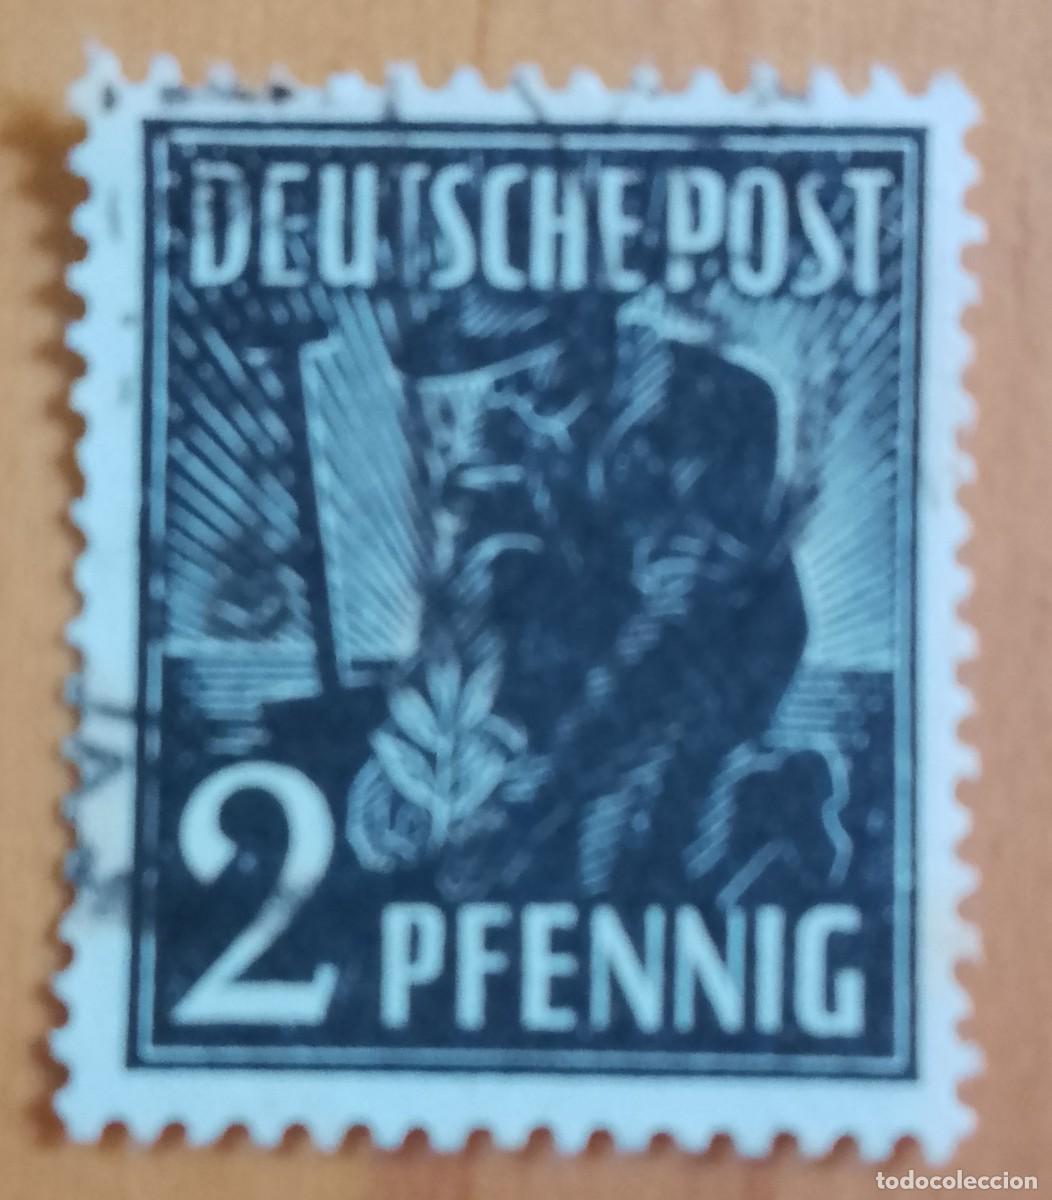 DEUTSCHE POST
2 PFENNIG
todocoleccion